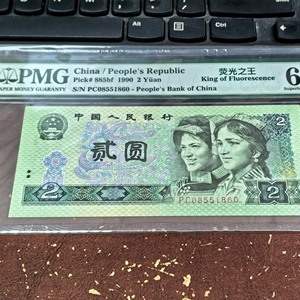 PMG
PAPER MONEY GUARANTY
China / People's Republic
Pick# 885bf 1990 2 Yüan
S/N PC08551860 - People's Bank of China
荧光之王
King of Fluorescence
6
中国人民银行
贰圆
2
2
2
PC08551860